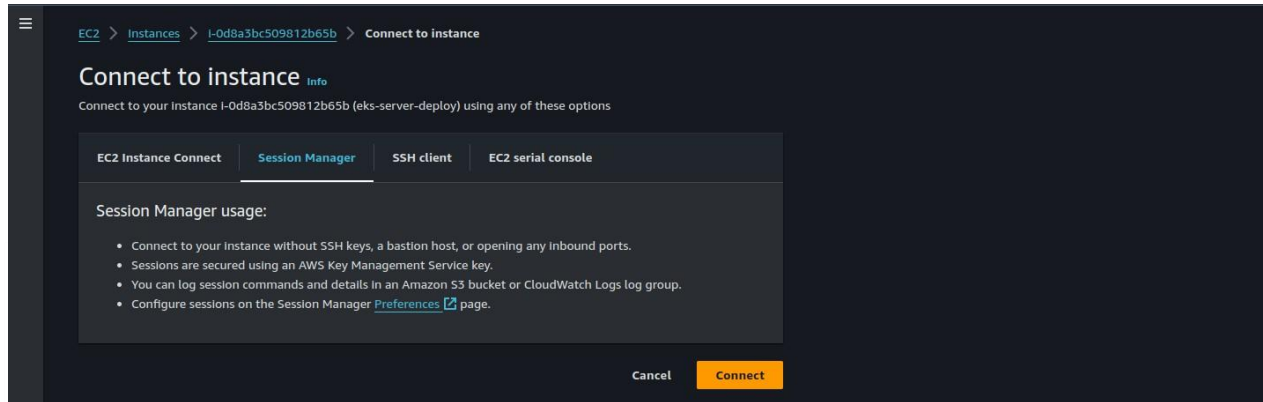 EC2 > Instances > i-0d8a3bc509812b65b > Connect to instance
Connect to instance Info
Connect to your instance i-0d8a3bc509812b65b (eks-server-deploy) using any of these options
EC2 Instance Connect Session Manager SSH client EC2 serial console
Session Manager usage:
• Connect to your instance without SSH keys, a bastion host, or opening any inbound ports.
• Sessions are secured using an AWS Key Management Service key.
• You can log session commands and details in an Amazon S3 bucket or CloudWatch Logs log group.
• Configure sessions on the Session Manager Preferences page.
Cancel Connect